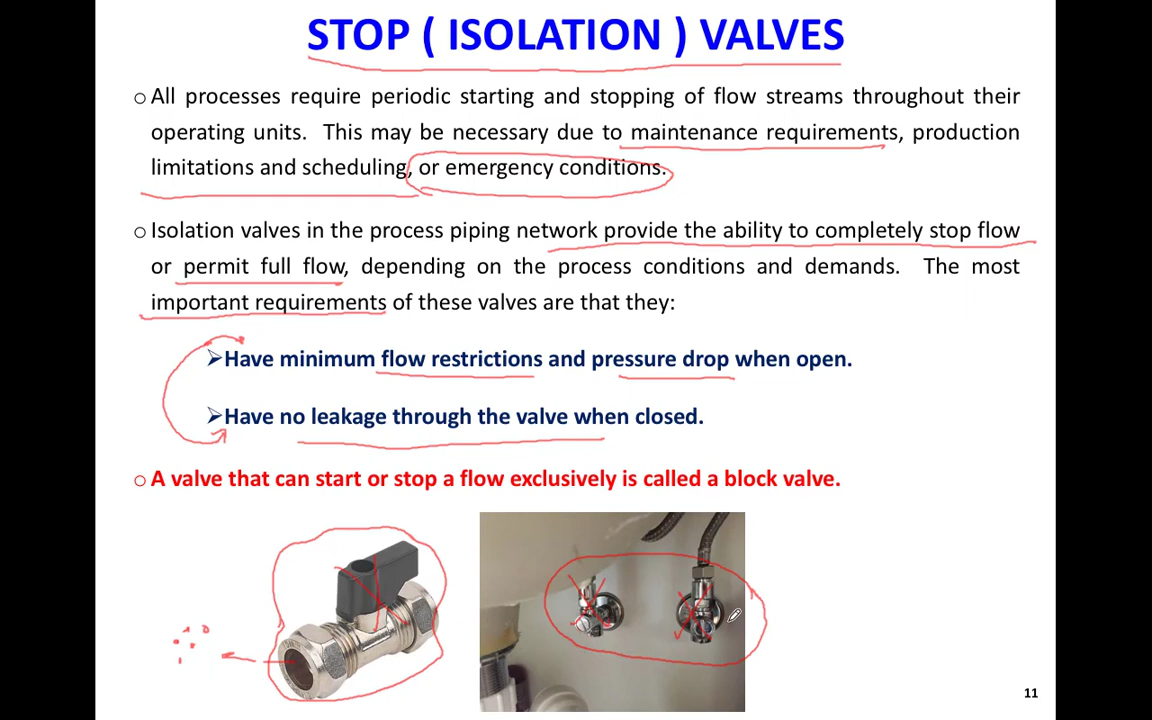 STOP ( ISOLATION ) VALVES
o All processes require periodic starting and stopping of flow streams throughout their
operating units. This may be necessary due to maintenance requirements, production
limitations and scheduling, or emergency conditions.
o Isolation valves in the process piping network provide the ability to completely stop flow
or permit full flow, depending on the process conditions and demands. The most
important requirements of these valves are that they:
➢Have minimum flow restrictions and pressure drop when open.
➢Have no leakage through the valve when closed.
o A valve that can start or stop a flow exclusively is called a block valve.
11